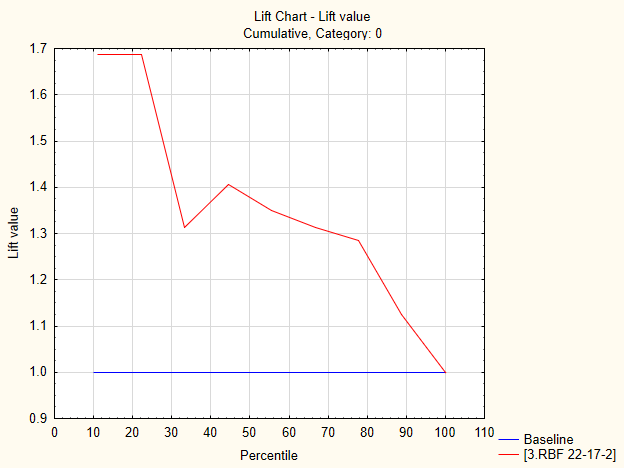 Lift Chart - Lift value
Cumulative, Category: 0
1.7
1.6
1.5
1.4
1.3
1.2
1.1
1.0
0.9
Lift value
0 10 20 30 40 50 60 70 80 90 100 110
Percentile
Baseline
[3.RBF 22-17-2]